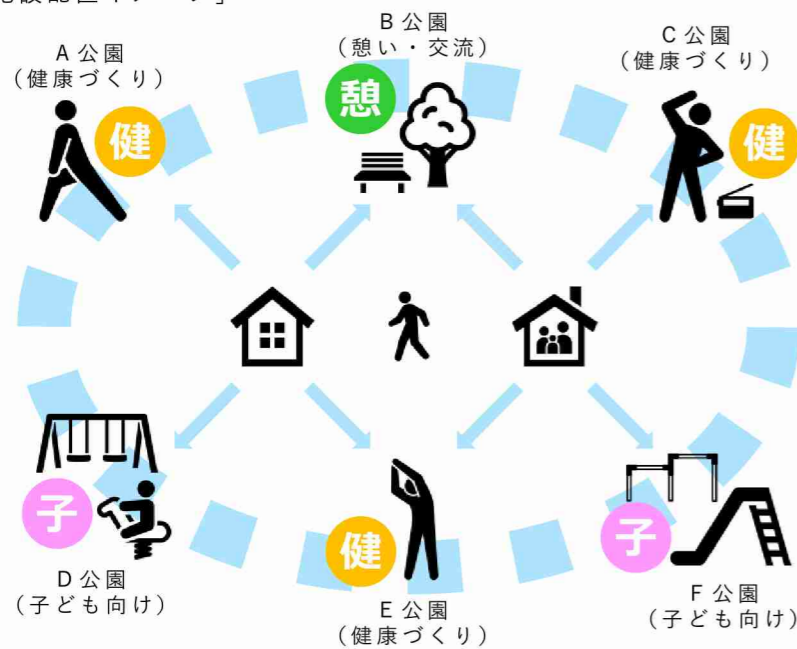 A公園
(健康づくり)
健
B公園
(憩い・交流)
憩
C公園
(健康づくり)
健
子
D公園
(子ども向け)
健
E公園
(健康づくり)
子
F公園
(子ども向け)